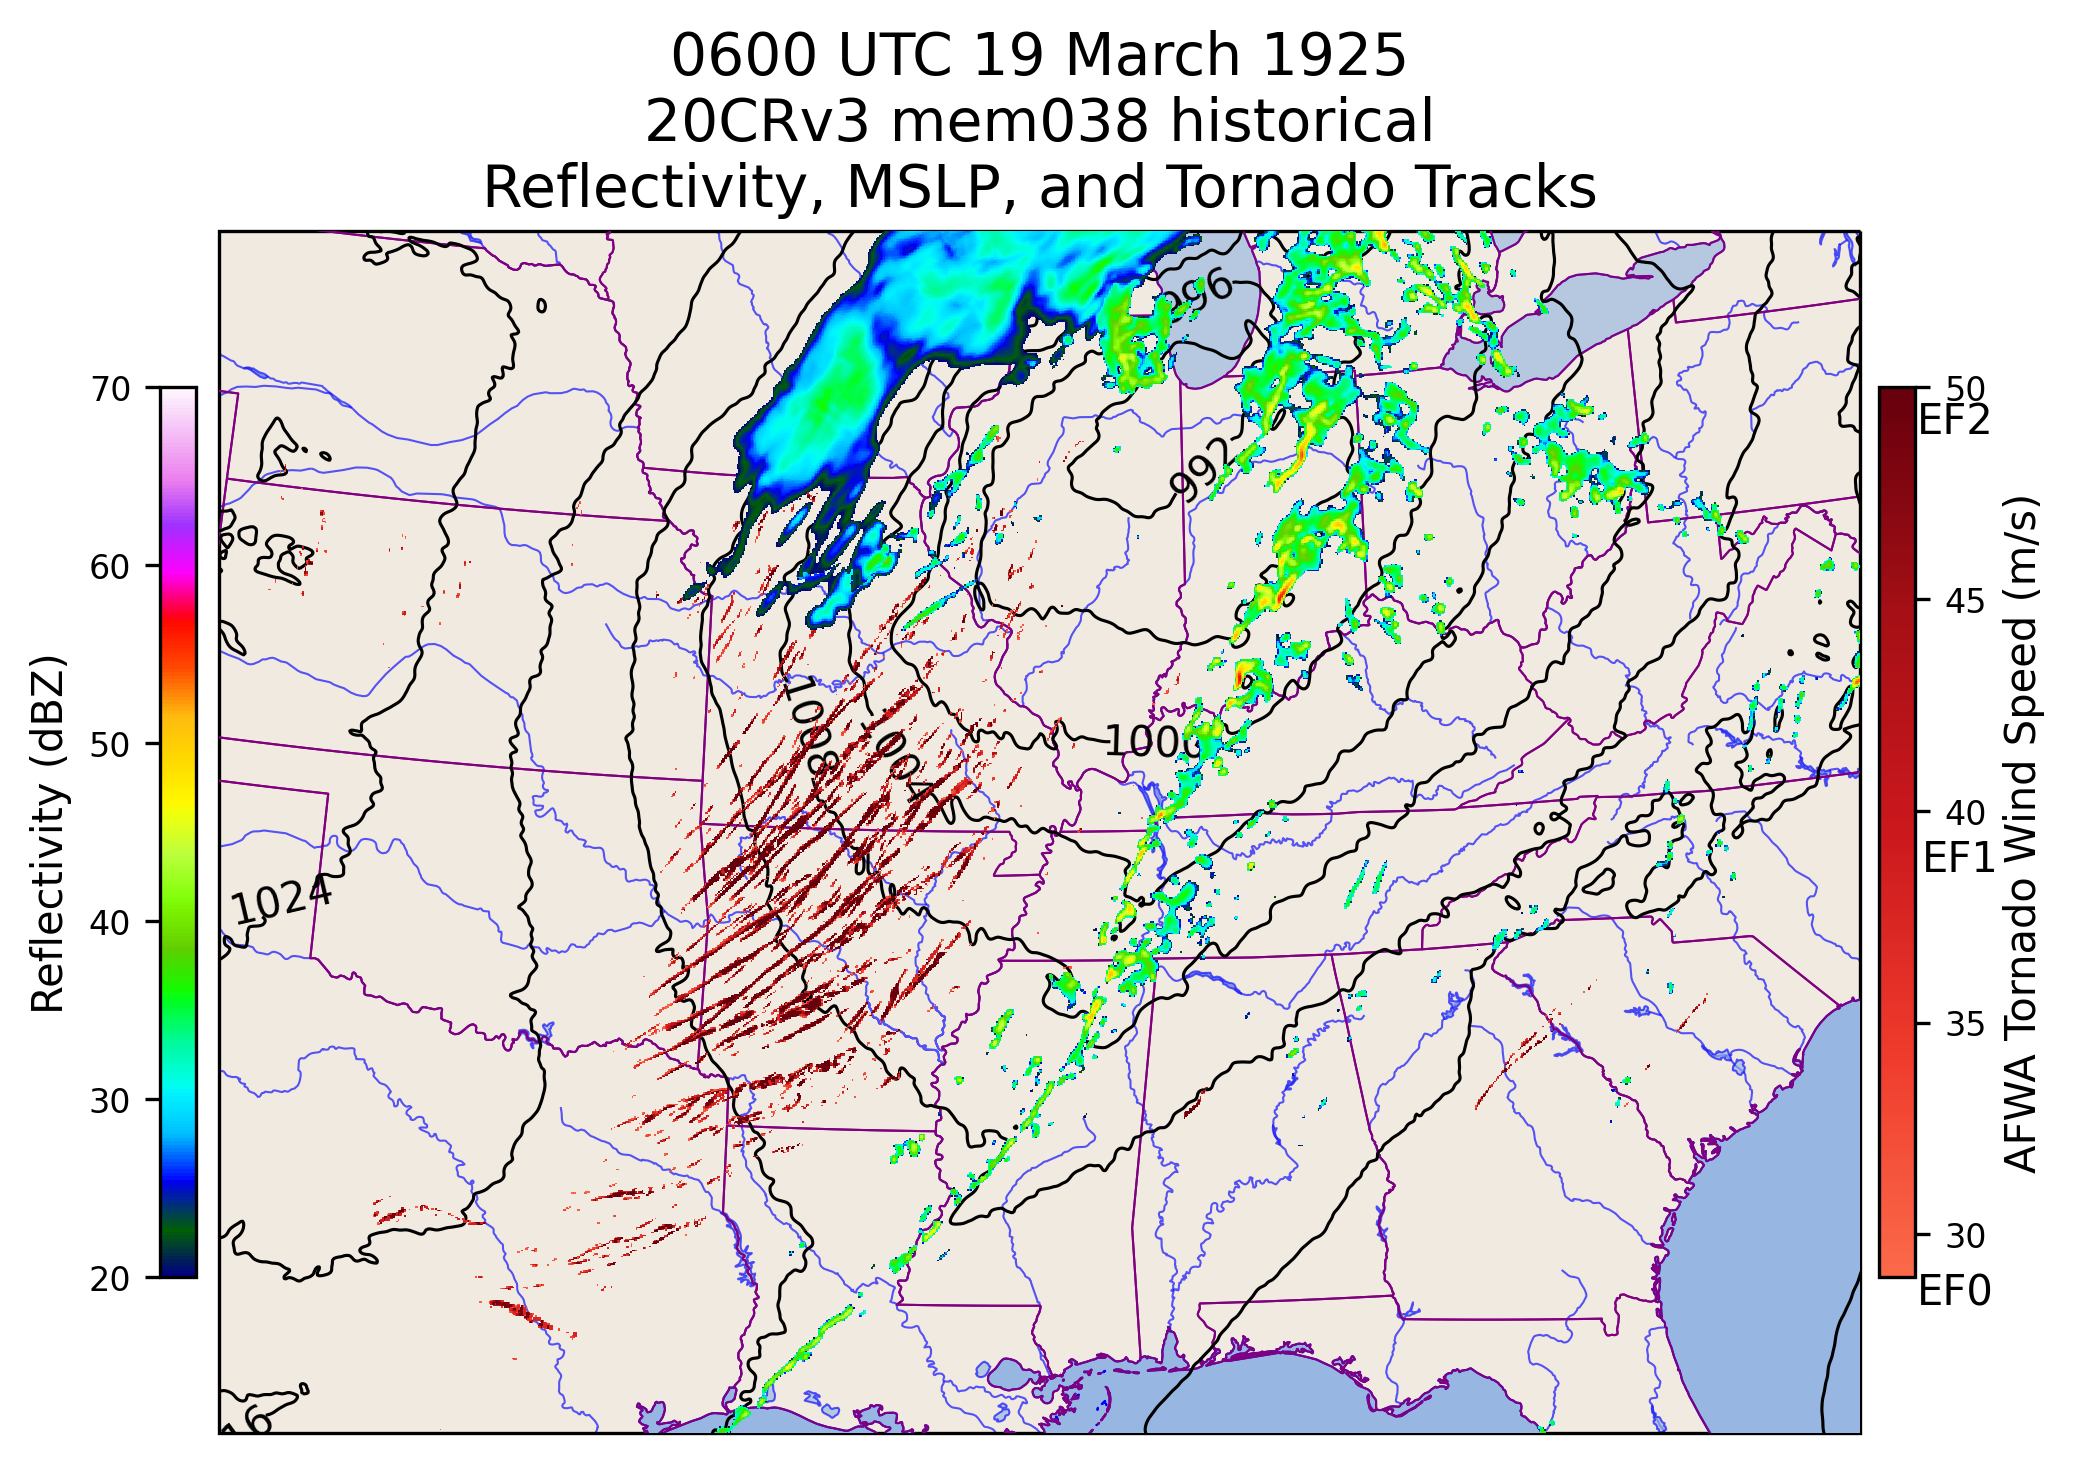 0600 UTC 19 March 1925
20CRv3 mem038 historical
Reflectivity, MSLP, and Tornado Tracks
996
992
1008
1004
1000
1024
70
60
50
40
30
20
Reflectivity (dBZ)
50
EF2
45
40
EF1
35
30
EF0
AFWA Tornado Wind Speed (m/s)